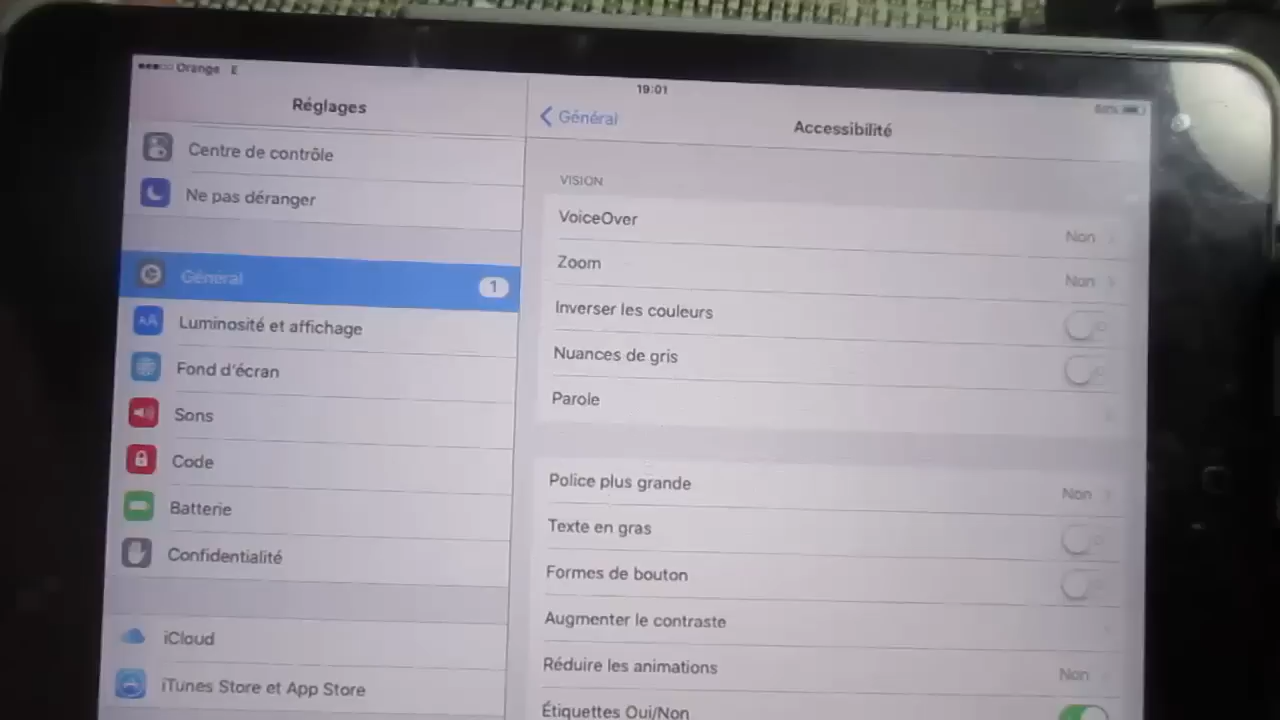 Orange E
19:01
Réglages
Centre de contrôle
Ne pas déranger
Général
1
Luminosité et affichage
Fond d'écran
Sons
Code
Batterie
Confidentialité
iCloud
iTunes Store et App Store
Général
Accessibilité
VISION
VoiceOver Non
Zoom Non
Inverser les couleurs
Nuances de gris
Parole
Police plus grande Non
Texte en gras
Formes de bouton
Augmenter le contraste
Réduire les animations Non
Étiquettes Oui/Non